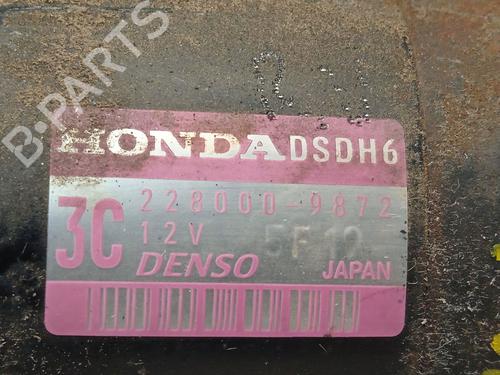 B-PARTS
HONDA DSDH6
3C 228000-9872
12V 5F12
DENSO JAPAN